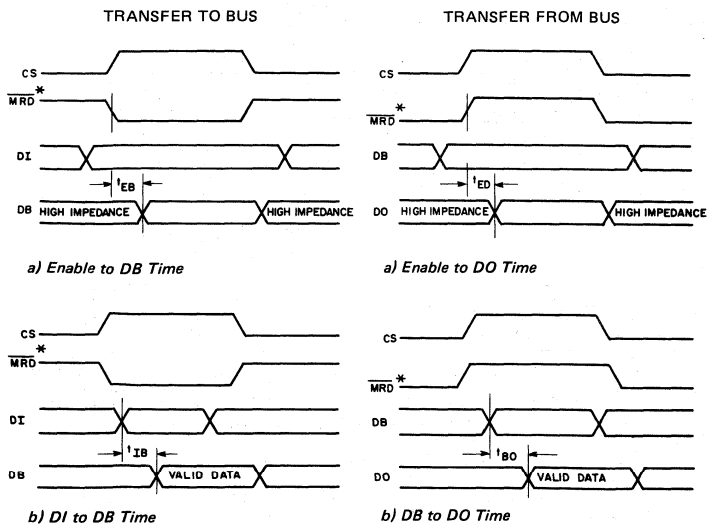 TRANSFER TO BUS
CS
MRD*
DI
tEB
DB HIGH IMPEDANCE HIGH IMPEDANCE
a) Enable to DB Time
CS
MRD*
DI
tIB
DB VALID DATA
b) DI to DB Time
TRANSFER FROM BUS
CS
MRD*
DB
tED
DO HIGH IMPEDANCE HIGH IMPEDANCE
a) Enable to DO Time
CS
MRD*
DB
tBO
DO VALID DATA
b) DB to DO Time